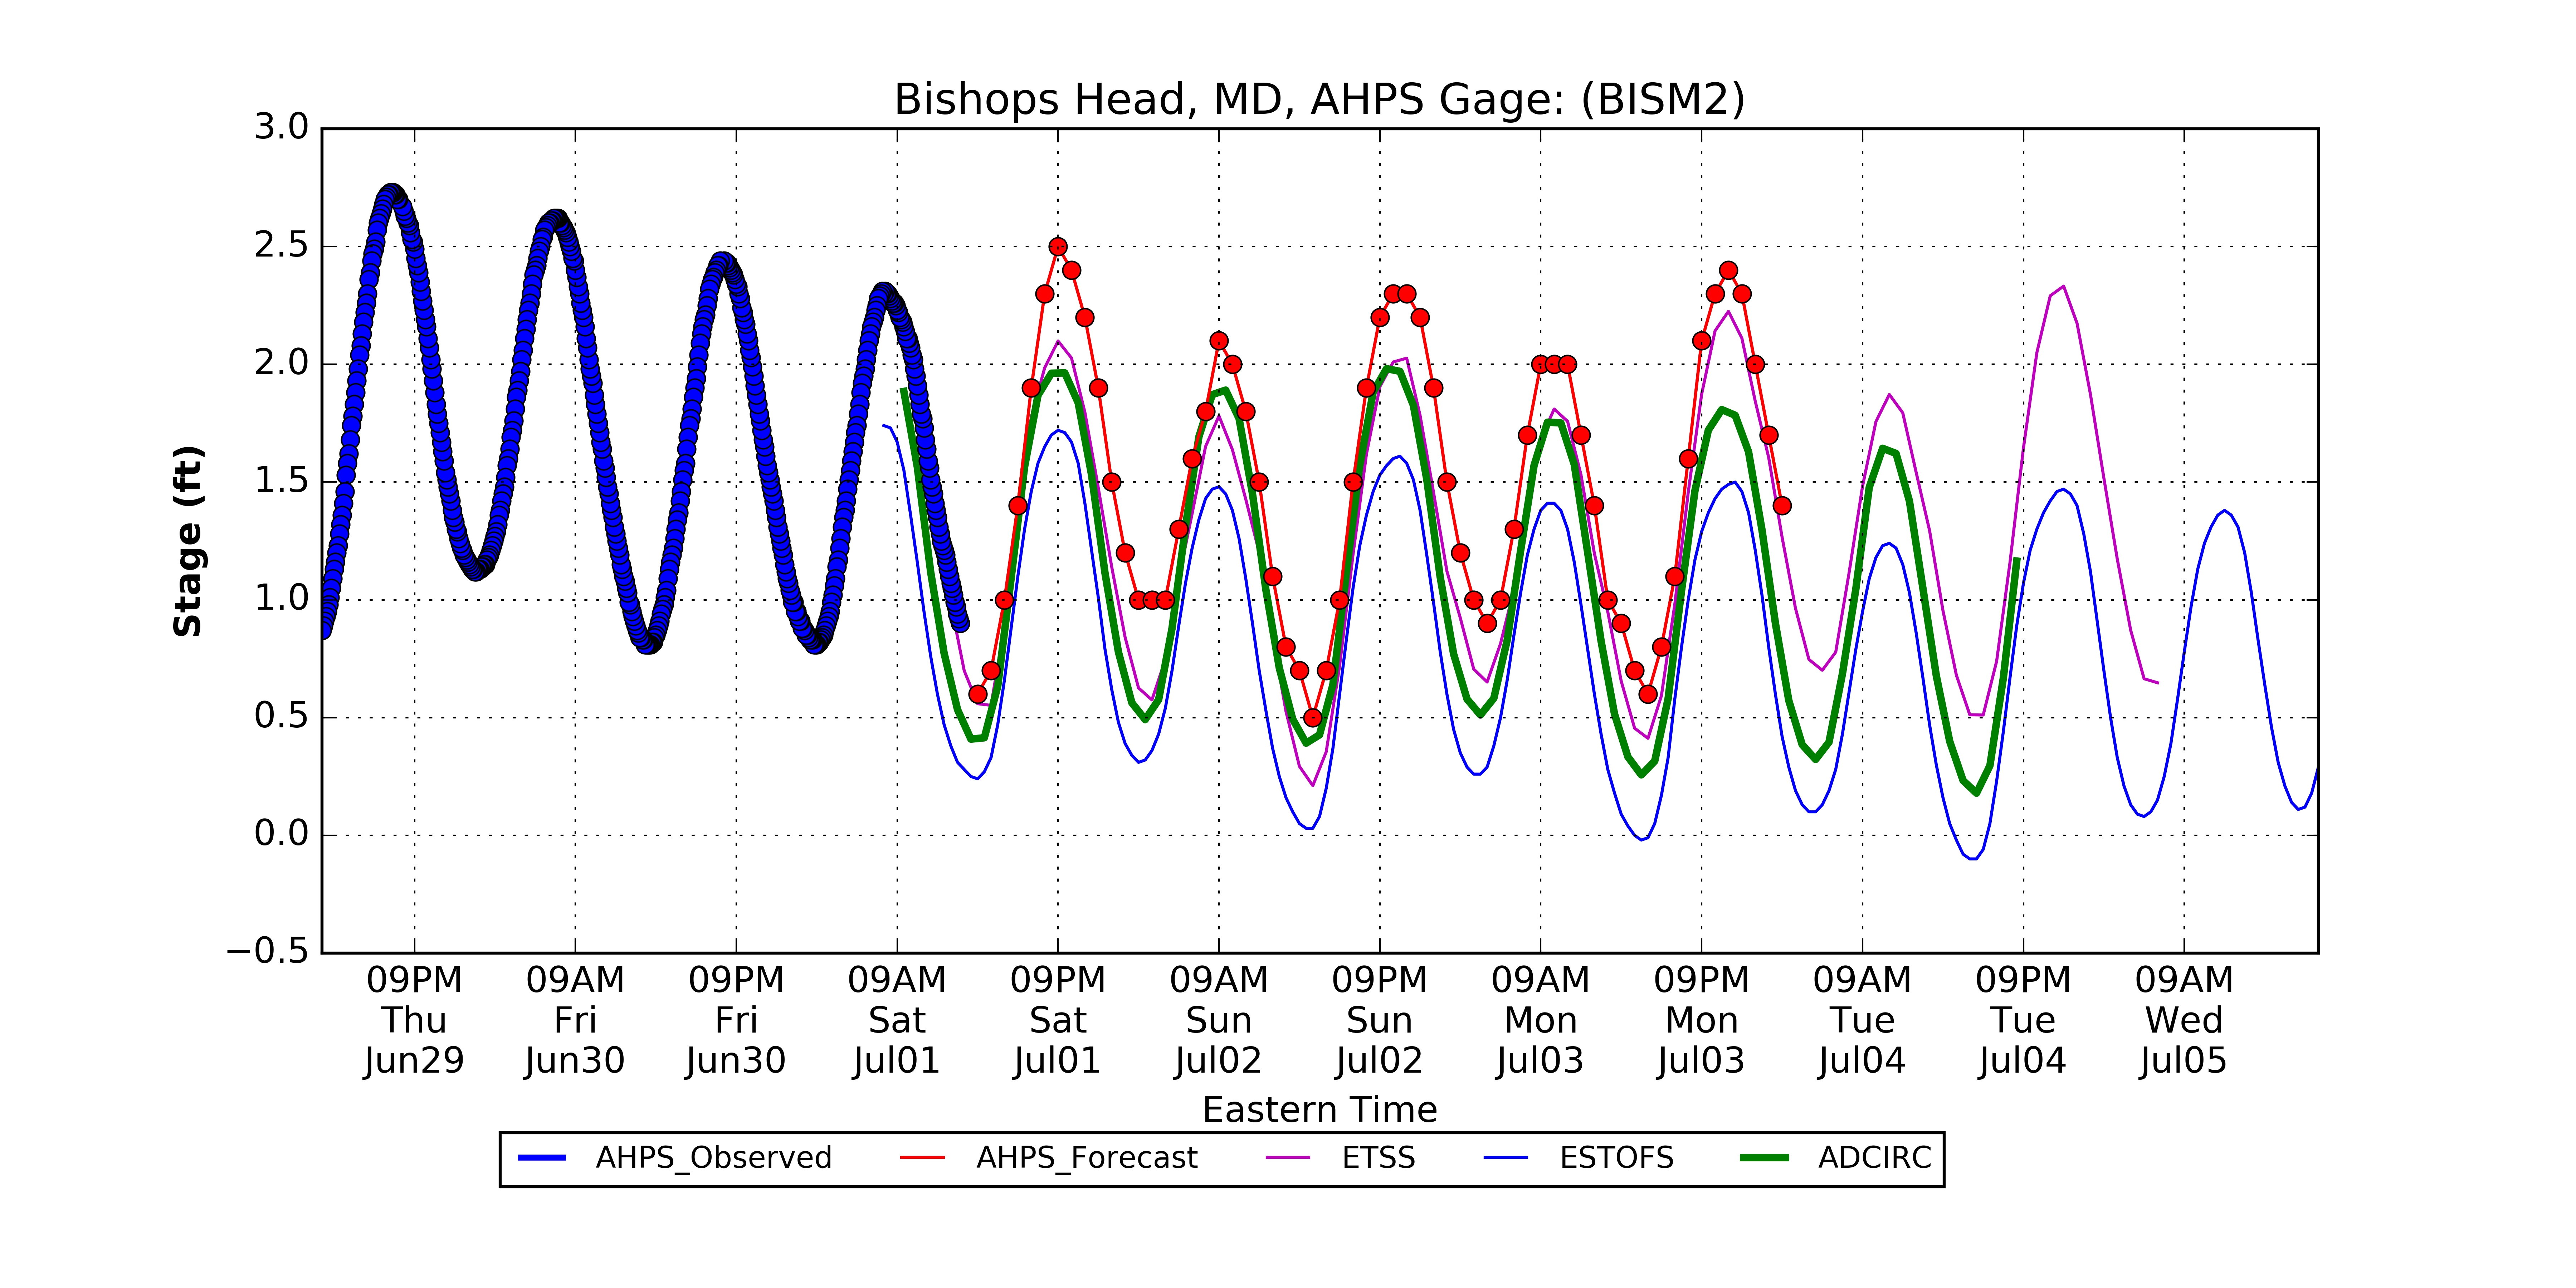 Bishops Head, MD, AHPS Gage: (BISM2)
Stage (ft)
3.0
2.5
2.0
1.5
1.0
0.5
0.0
−0.5
09PM 09AM 09PM 09AM 09PM 09AM 09PM 09AM 09PM 09AM 09PM 09AM
Thu Fri Fri Sat Sat Sun Sun Mon Mon Tue Tue Wed
Jun29 Jun30 Jun30 Jul01 Jul01 Jul02 Jul02 Jul03 Jul03 Jul04 Jul04 Jul05
Eastern Time
AHPS_Observed AHPS_Forecast ETSS ESTOFS ADCIRC